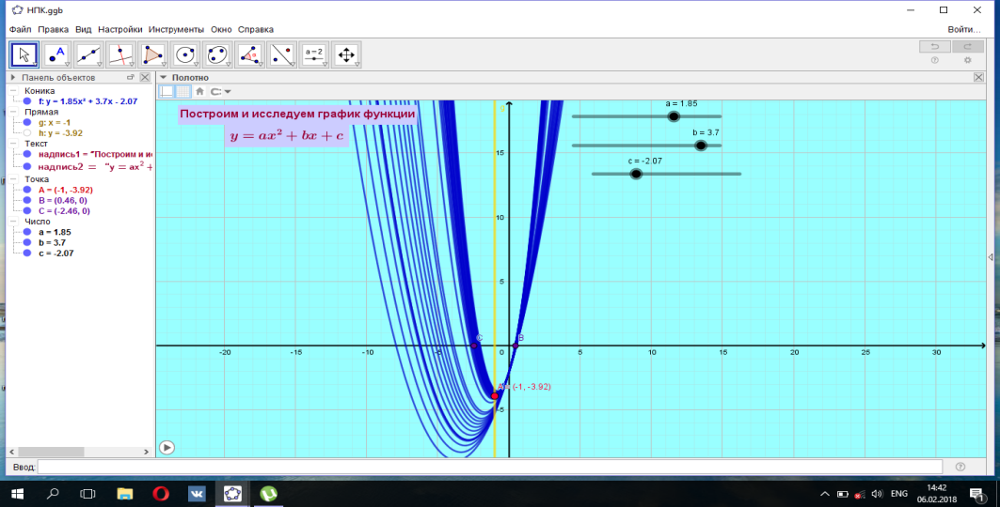 НПК.ggb
Файл Правка Вид Настройки Инструменты Окно Справка
Войти...
A
a = 2
Панель объектов
Полотно
Коника
f: y = 1.85x² + 3.7x - 2.07
Прямая
g: x = -1
h: y = -3.92
Текст
надпись1 = "Построим и ис
надпись2 = "y = ax² +
Точка
A = (-1, -3.92)
B = (0.46, 0)
C = (-2.46, 0)
Число
a = 1.85
b = 3.7
c = -2.07
Построим и исследуем график функции
y = ax² + bx + c
a = 1.85
b = 3.7
c = -2.07
15
10
5
C
B
-20 -15 -10 -5 0 5 10 15 20 25 30
A = (-1, -3.92)
-5
Ввод:
ENG
14:42
06.02.2018
1